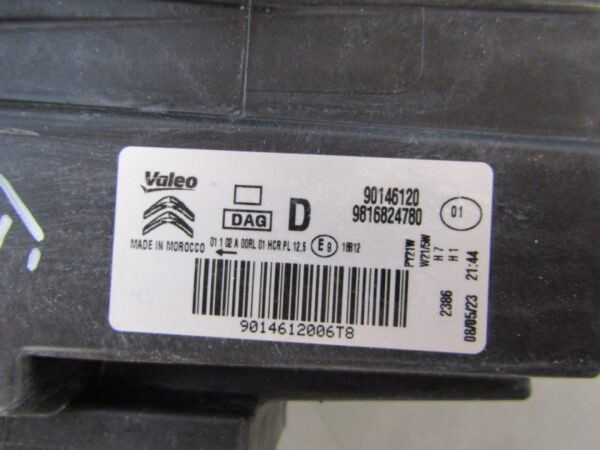 Valeo
DAG
D
90146120
9816824780
01
MADE IN MOROCCO
01 1 02 A 00RL 01 HCR PL 12,5 E9 16812
9014612006T8
PY21W
W21/5W
H7
H1
2386
08/05/23 21:44